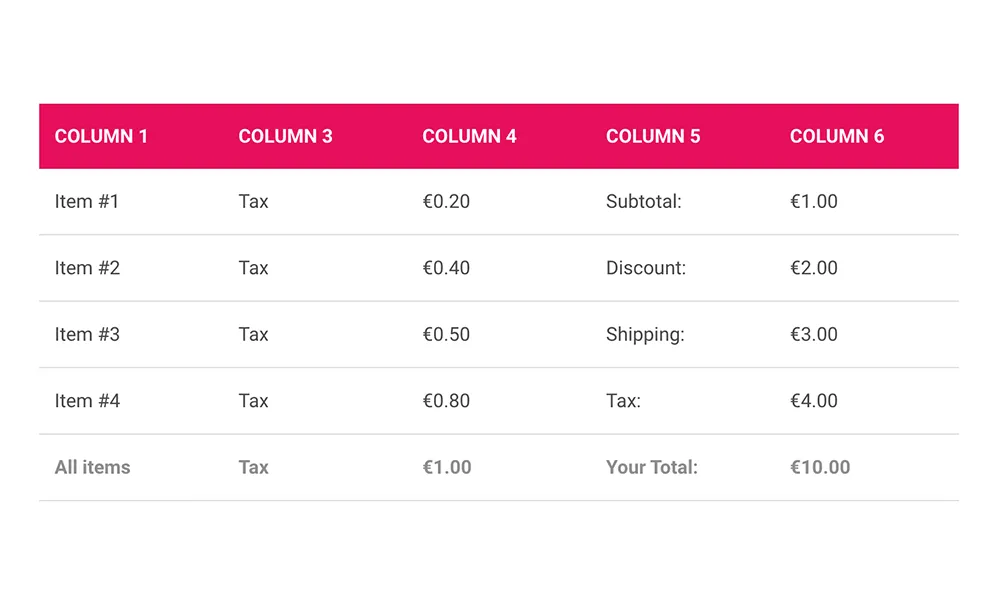 COLUMN 1 COLUMN 3 COLUMN 4 COLUMN 5 COLUMN 6
Item #1 Tax €0.20 Subtotal: €1.00
Item #2 Tax €0.40 Discount: €2.00
Item #3 Tax €0.50 Shipping: €3.00
Item #4 Tax €0.80 Tax: €4.00
All items Tax €1.00 Your Total: €10.00